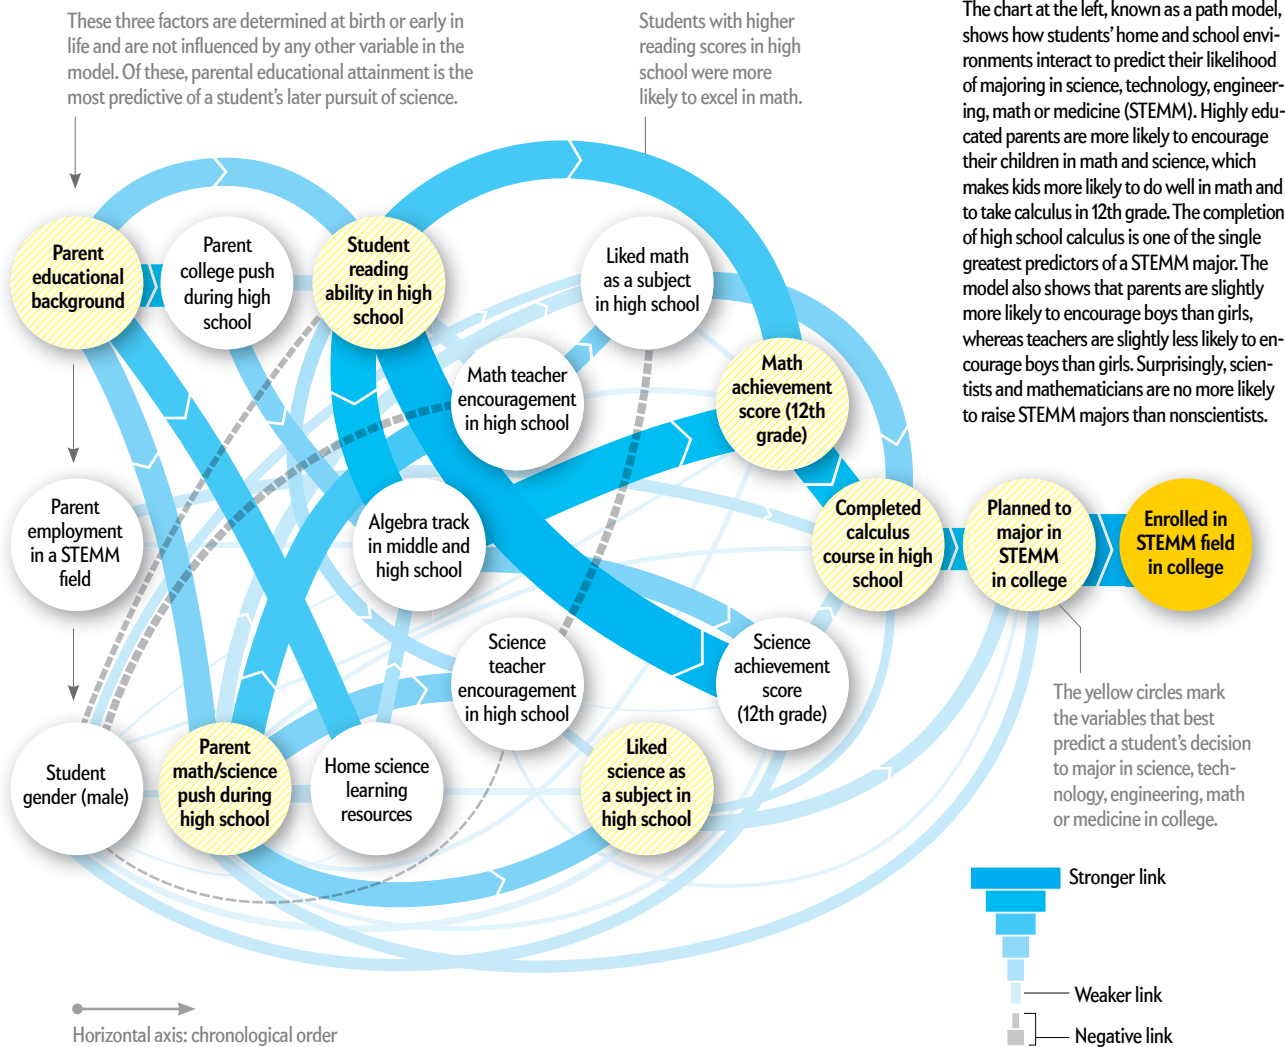 These three factors are determined at birth or early in
life and are not influenced by any other variable in the
model. Of these, parental educational attainment is the
most predictive of a student's later pursuit of science.
Students with higher
reading scores in high
school were more
likely to excel in math.
The chart at the left, known as a path model,
shows how students' home and school envi-
ronments interact to predict their likelihood
of majoring in science, technology, engineer-
ing, math or medicine (STEMM). Highly edu-
cated parents are more likely to encourage
their children in math and science, which
makes kids more likely to do well in math and
to take calculus in 12th grade. The completion
of high school calculus is one of the single
greatest predictors of a STEMM major. The
model also shows that parents are slightly
more likely to encourage boys than girls,
whereas teachers are slightly less likely to en-
courage boys than girls. Surprisingly, scien-
tists and mathematicians are no more likely
to raise STEMM majors than nonscientists.
Parent
educational
background
Parent
college push
during high
school
Student
reading
ability in high
school
Liked math
as a subject
in high school
Math teacher
encouragement
in high school
Math
achievement
score (12th
grade)
Parent
employment
in a STEMM
field
Algebra track
in middle and
high school
Completed
calculus
course in high
school
Planned to
major in
STEMM
in college
Enrolled in
STEMM field
in college
Science
teacher
encouragement
in high school
Science
achievement
score
(12th grade)
Student
gender (male)
Parent
math/science
push during
high school
Home science
learning
resources
Liked
science as
a subject in
high school
The yellow circles mark
the variables that best
predict a student's decision
to major in science, tech-
nology, engineering, math
or medicine in college.
Stronger link
Weaker link
Negative link
Horizontal axis: chronological order